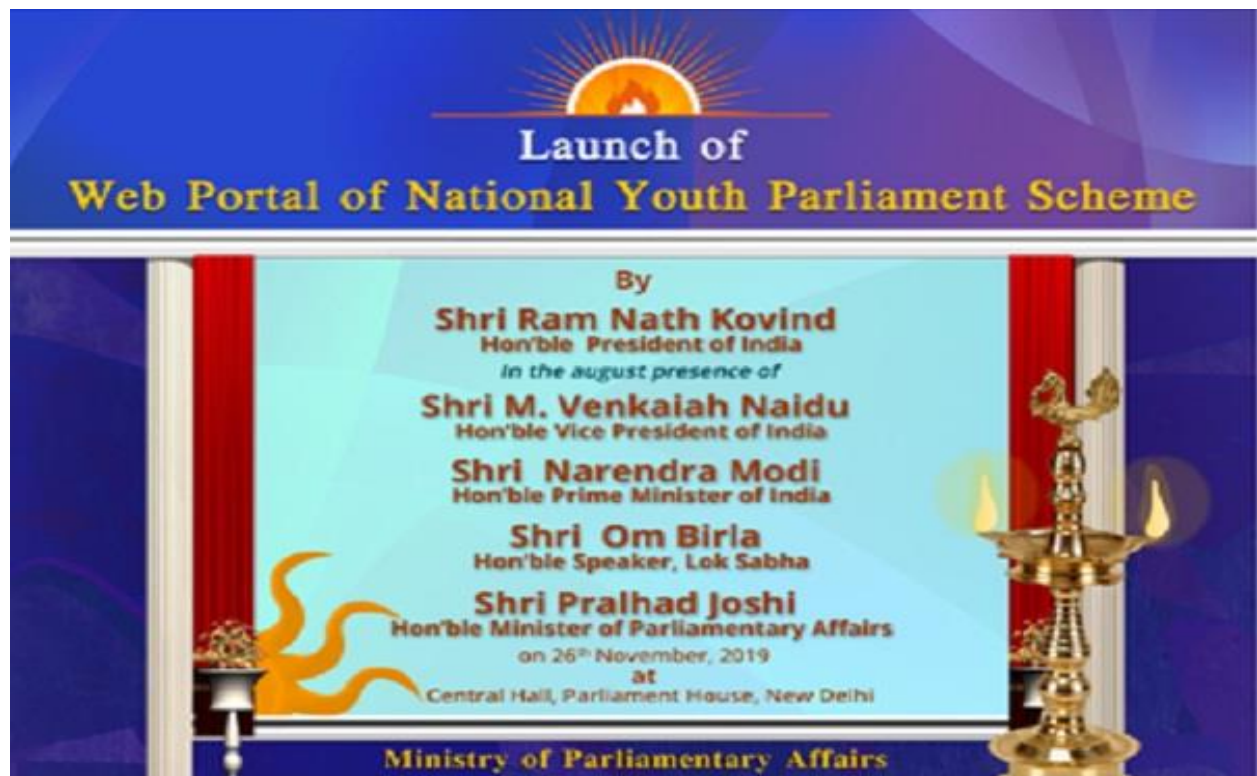 Launch of
Web Portal of National Youth Parliament Scheme
By
Shri Ram Nath Kovind
Hon'ble President of India
in the august presence of
Shri M. Venkaiah Naidu
Hon'ble Vice President of India
Shri Narendra Modi
Hon'ble Prime Minister of India
Shri Om Birla
Hon'ble Speaker, Lok Sabha
Shri Pralhad Joshi
Hon'ble Minister of Parliamentary Affairs
on 26th November, 2019
at
Central Hall, Parliament House, New Delhi
Ministry of Parliamentary Affairs